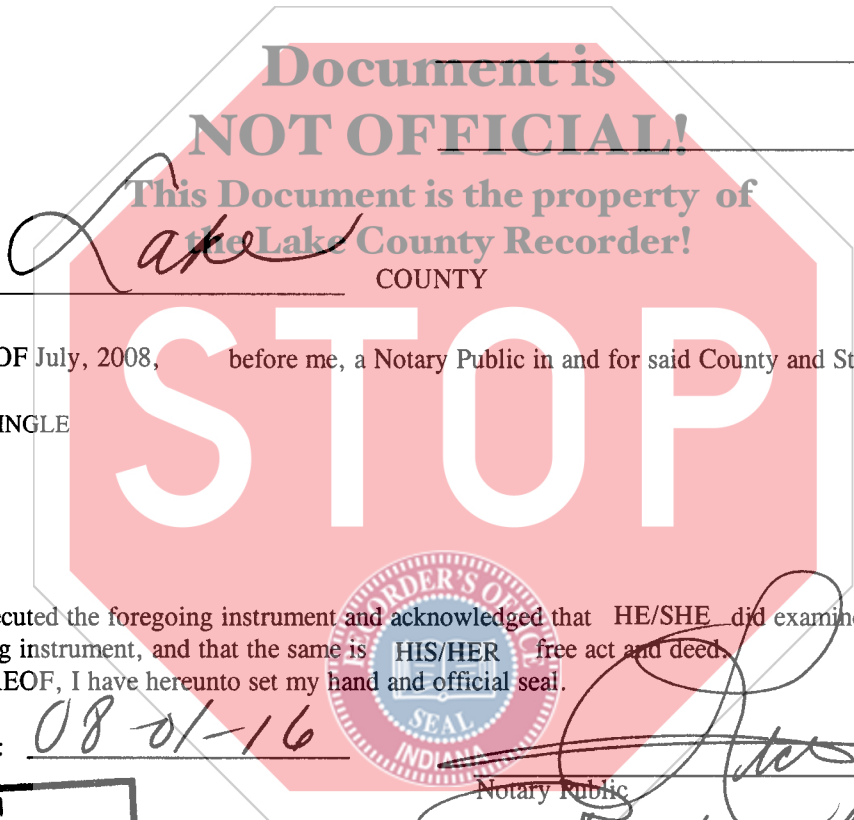 Document is
NOT OFFICIAL!
This Document is the property of
the Lake County Recorder!
Lake
COUNTY
STOP
OF July, 2008, before me, a Notary Public in and for said County and St
INGLE
ecuted the foregoing instrument and acknowledged that HE/SHE did examine
g instrument, and that the same is HIS/HER free act and deed.
EOF, I have hereunto set my hand and official seal.
RECORDER'S OFFICE
SEAL
INDIANA
: 08-01-16
Notary Public